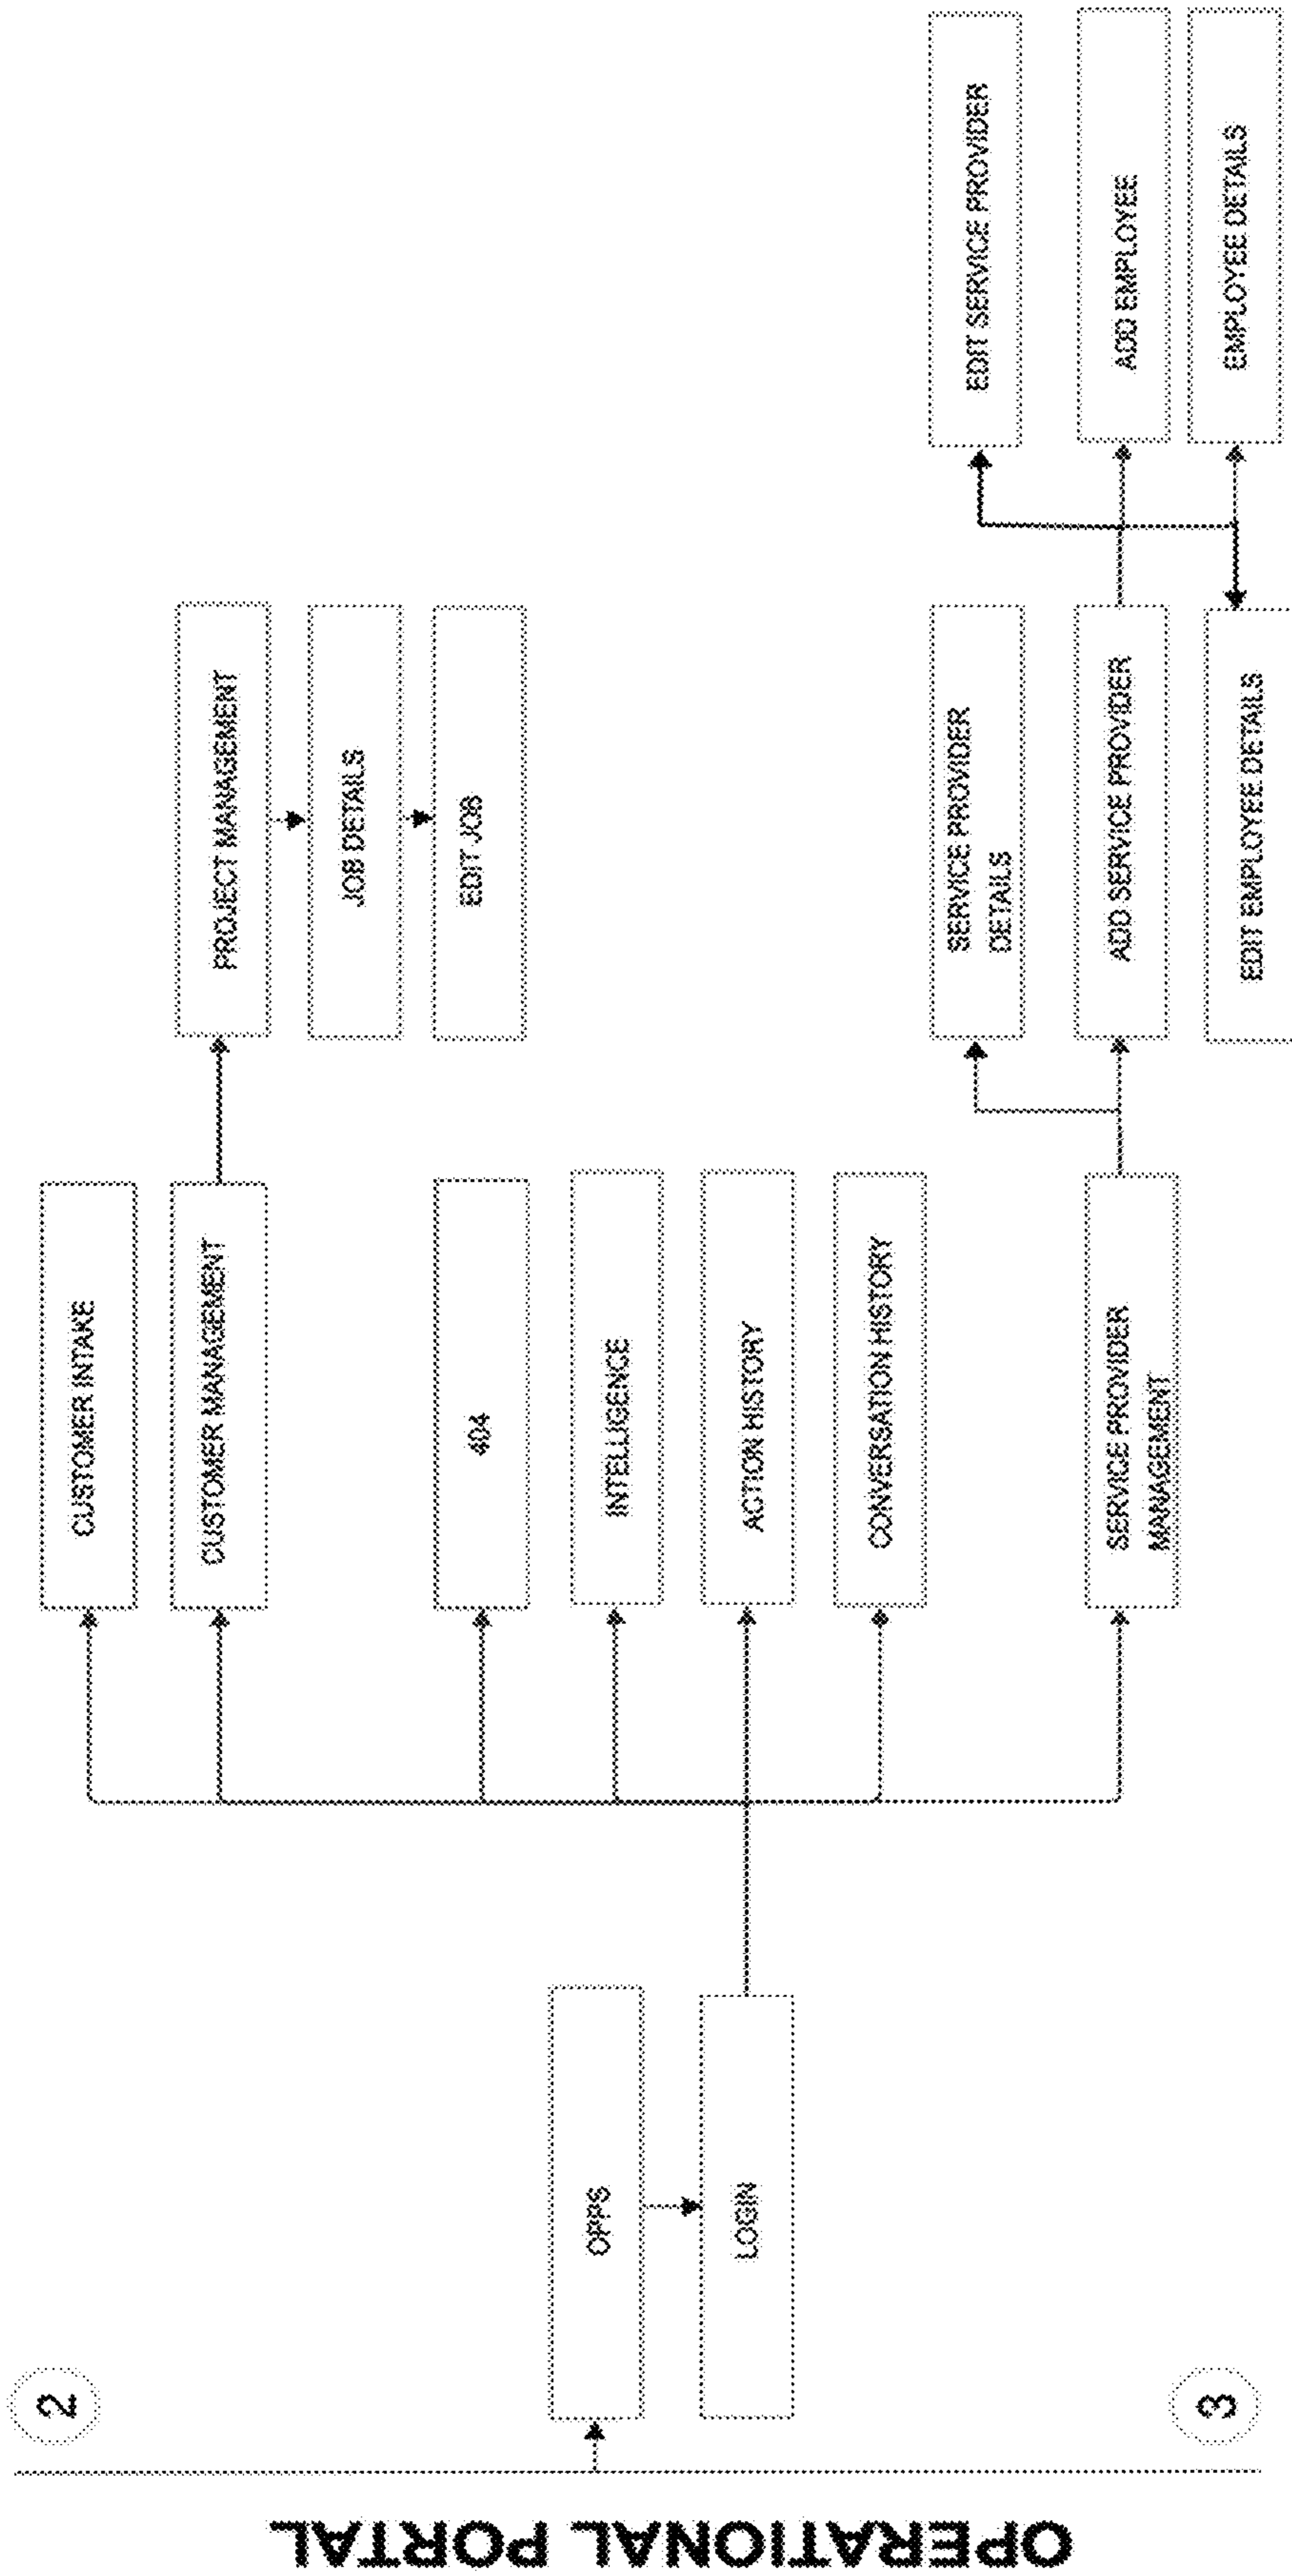 OPERATIONAL PORTAL
2
3
OPPS
LOGIN
CUSTOMER INTAKE
CUSTOMER MANAGEMENT
404
INTELLIGENCE
ACTION HISTORY
CONVERSATION HISTORY
SERVICE PROVIDER
MANAGEMENT
PROJECT MANAGEMENT
JOB DETAILS
EDIT JOB
SERVICE PROVIDER
DETAILS
ADD SERVICE PROVIDER
EDIT EMPLOYEE DETAILS
EDIT SERVICE PROVIDER
ADD EMPLOYEE
EMPLOYEE DETAILS